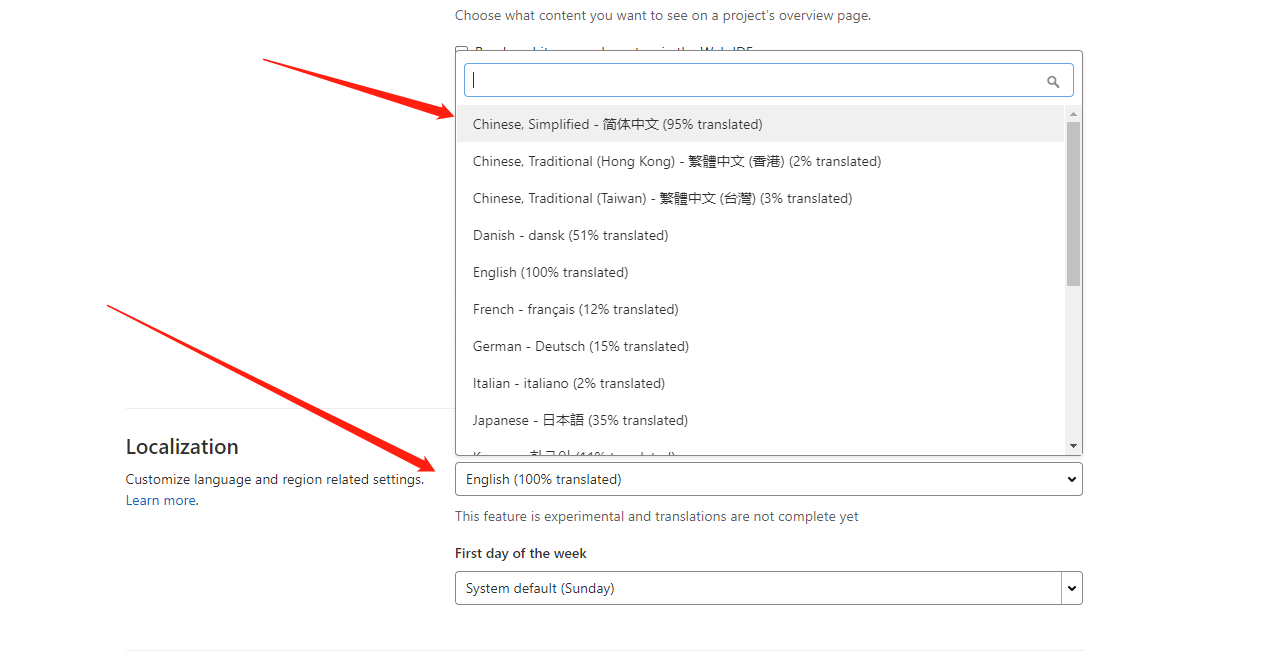 Choose what content you want to see on a project's overview page.
Chinese, Simplified - 简体中文 (95% translated)
Chinese, Traditional (Hong Kong) - 繁體中文 (香港) (2% translated)
Chinese, Traditional (Taiwan) - 繁體中文 (台灣) (3% translated)
Danish - dansk (51% translated)
English (100% translated)
French - français (12% translated)
German - Deutsch (15% translated)
Italian - italiano (2% translated)
Japanese - 日本語 (35% translated)
Localization
Customize language and region related settings.
Learn more.
English (100% translated)
This feature is experimental and translations are not complete yet
First day of the week
System default (Sunday)